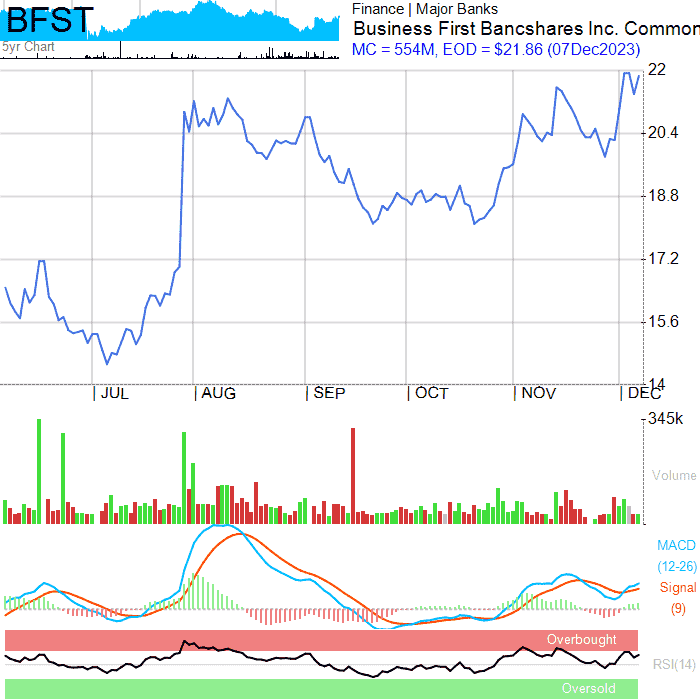 BFST
5yr Chart
Finance | Major Banks
Business First Bancshares Inc. Common
MC = 554M, EOD = $21.86 (07Dec2023)
22
20.4
18.8
17.2
15.6
14
JUL AUG SEP OCT NOV DEC
345k
Volume
MACD
(12-26)
Signal
(9)
Overbought
RSI(14)
Oversold